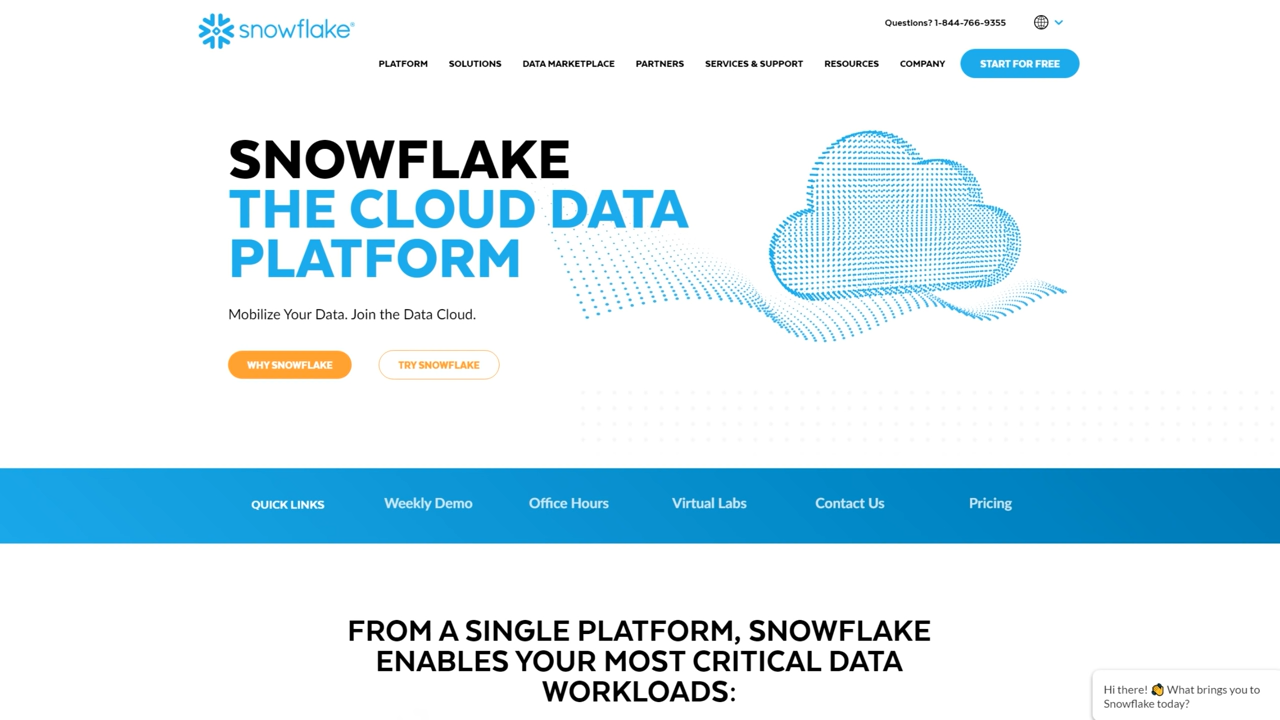 snowflake®
Questions? 1-844-766-9355
PLATFORM SOLUTIONS DATA MARKETPLACE PARTNERS SERVICES & SUPPORT RESOURCES COMPANY START FOR FREE
SNOWFLAKE
THE CLOUD DATA
PLATFORM
Mobilize Your Data. Join the Data Cloud.
WHY SNOWFLAKE TRY SNOWFLAKE
QUICK LINKS Weekly Demo Office Hours Virtual Labs Contact Us Pricing
FROM A SINGLE PLATFORM, SNOWFLAKE
ENABLES YOUR MOST CRITICAL DATA
WORKLOADS:
Hi there! 👏 What brings you to
Snowflake today?